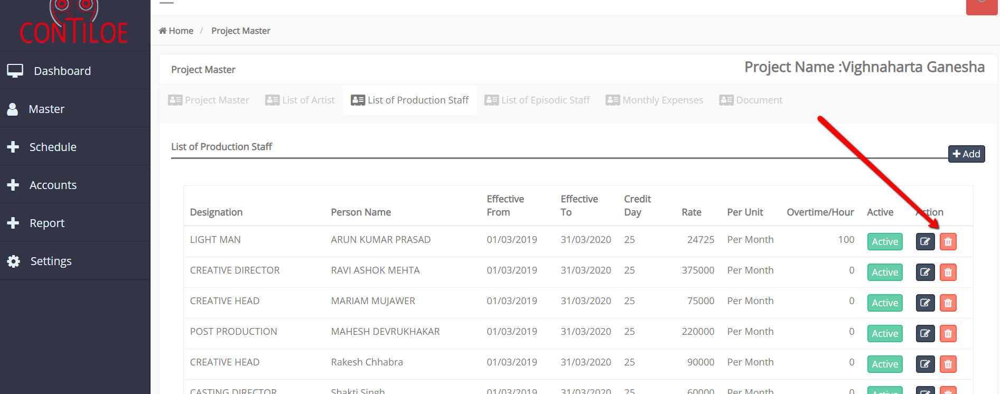 CONTILOE
Home / Project Master
Dashboard
Master
Schedule
Accounts
Report
Settings
Project Master
Project Name :Vighnaharta Ganesha
Project Master List of Artist List of Production Staff List of Episodic Staff Monthly Expenses Document
List of Production Staff
Add
Designation Person Name Effective From Effective To Credit Day Rate Per Unit Overtime/Hour Active Action
LIGHT MAN ARUN KUMAR PRASAD 01/03/2019 31/03/2020 25 24725 Per Month 100 Active
CREATIVE DIRECTOR RAVI ASHOK MEHTA 01/03/2019 31/03/2020 25 375000 Per Month 0 Active
CREATIVE HEAD MARIAM MUJAWER 01/03/2019 31/03/2020 25 75000 Per Month 0 Active
POST PRODUCTION MAHESH DEVRUKHAKAR 01/03/2019 31/03/2020 25 220000 Per Month 0 Active
CREATIVE HEAD Rakesh Chhabra 01/03/2019 31/03/2020 25 90000 Per Month 0 Active
CASTING DIRECTOR Shakti Singh 01/03/2019 31/03/2020 25 60000 Per Month 0 Active